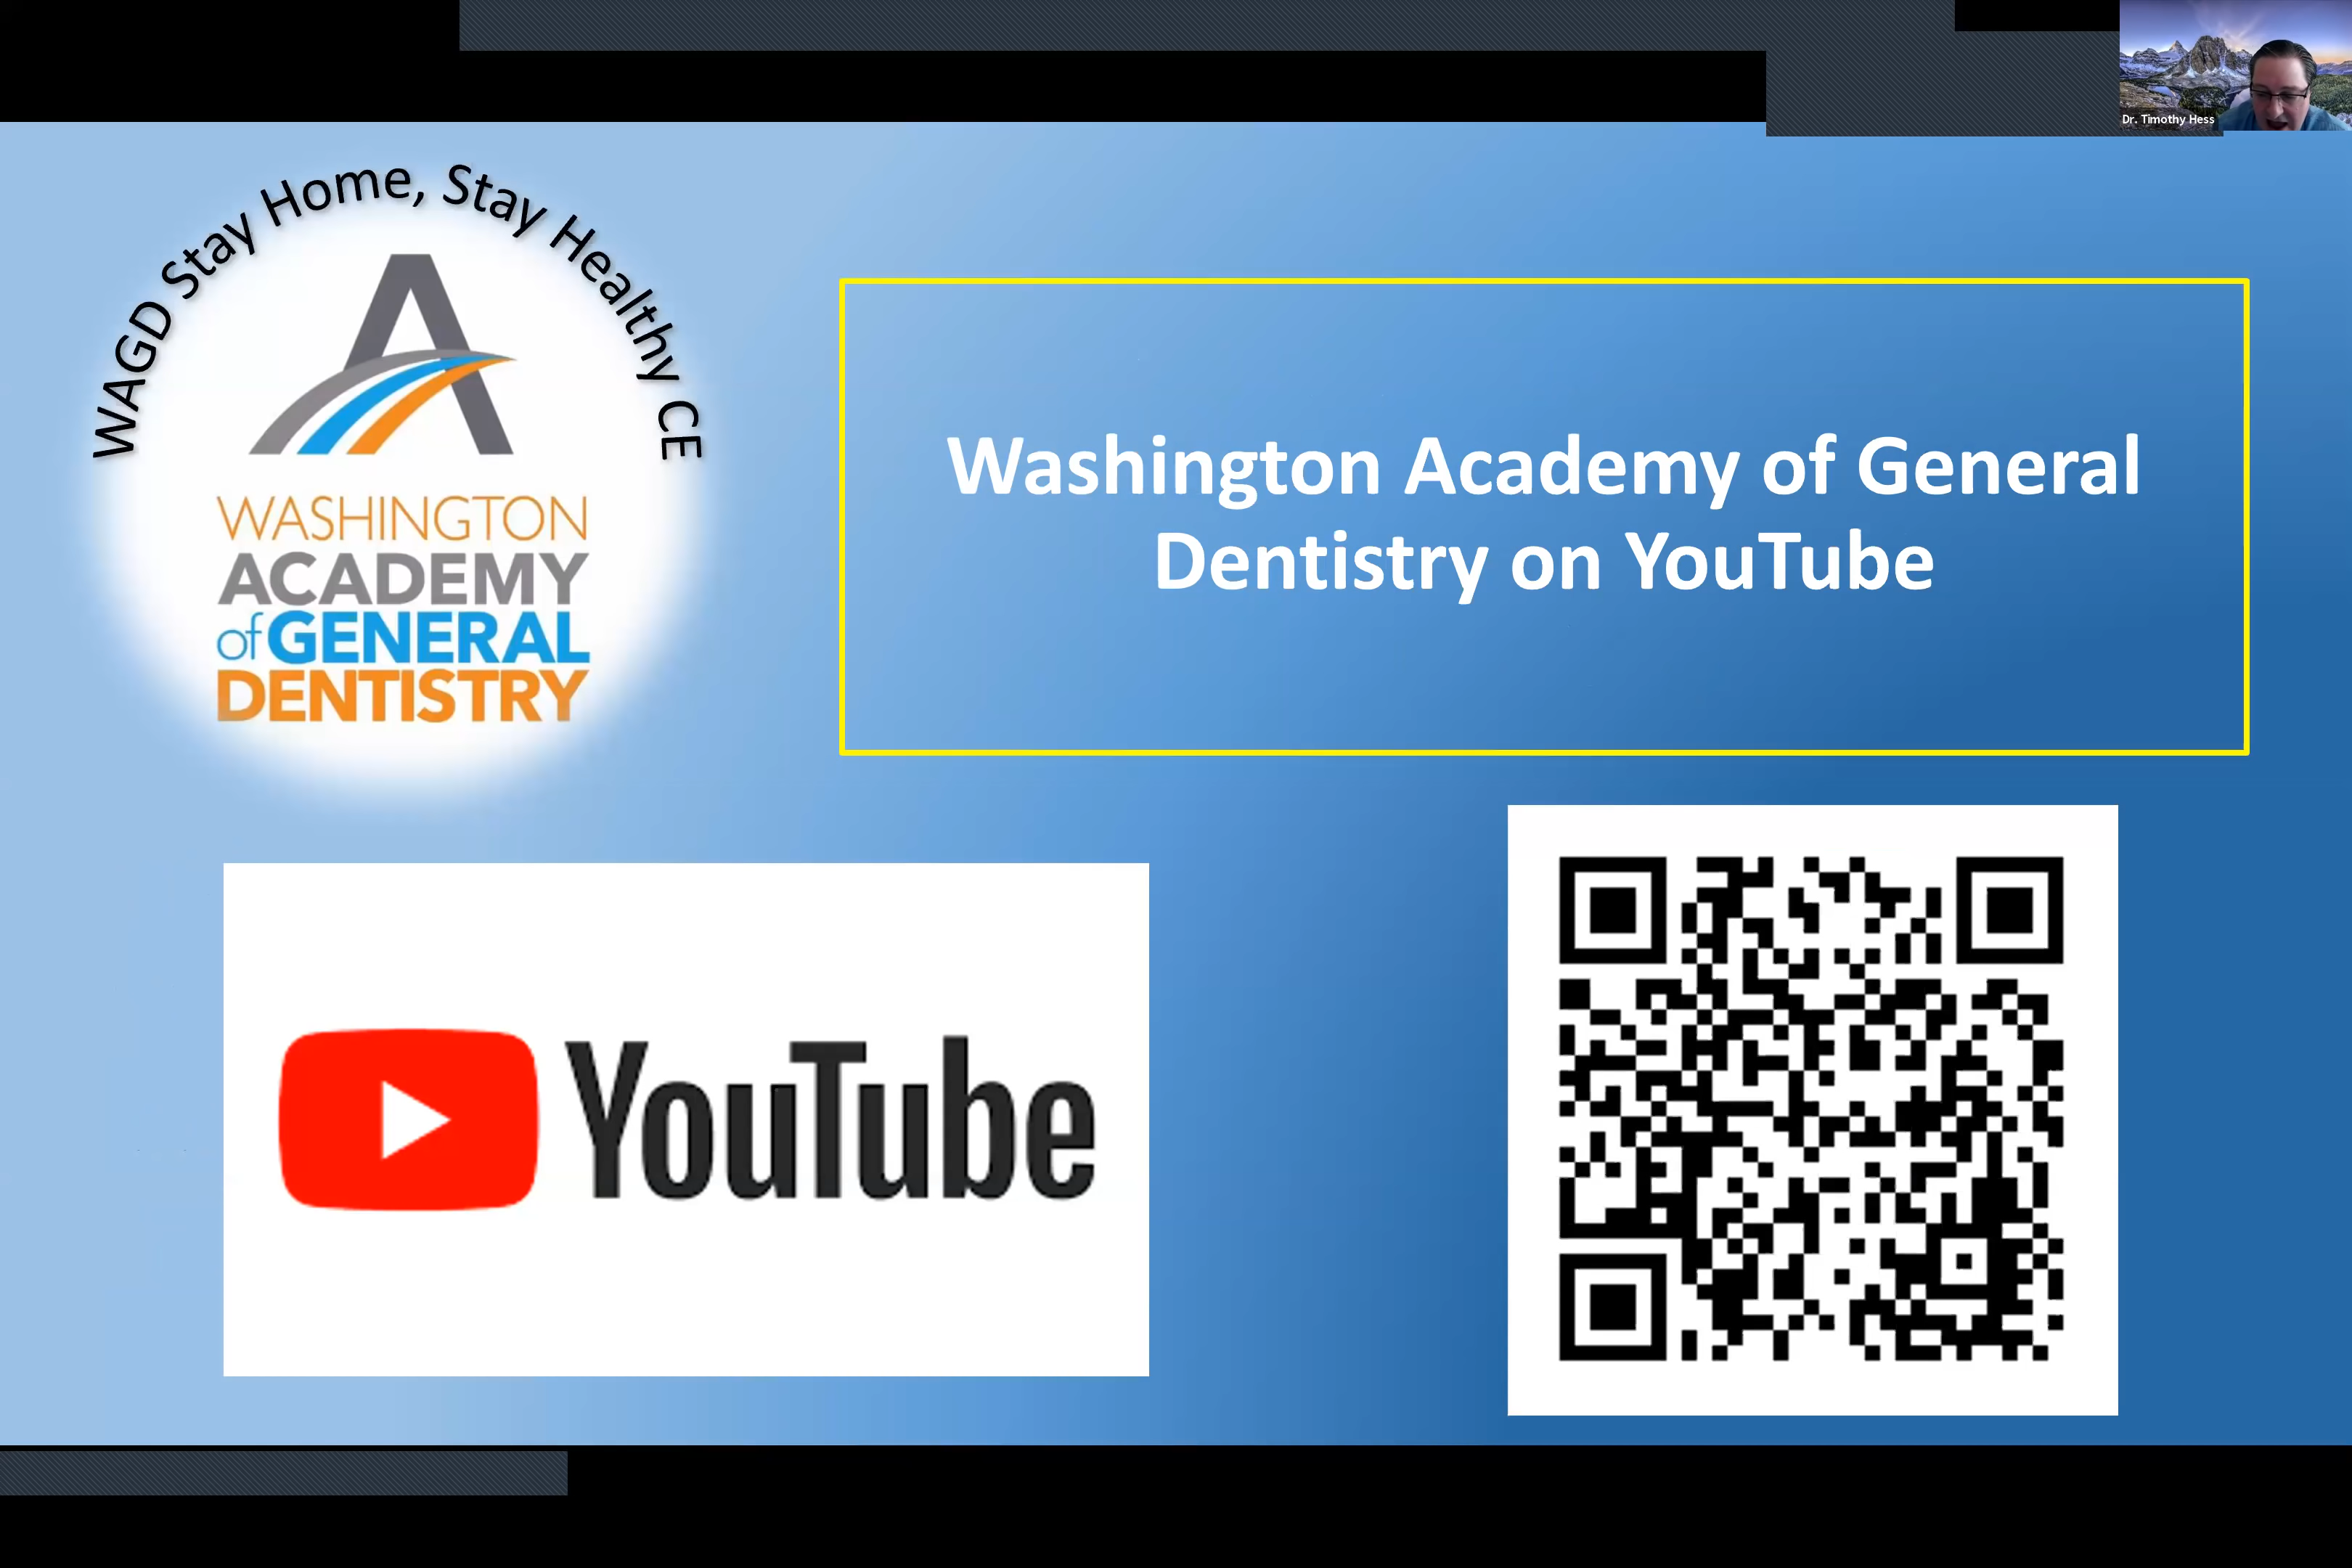 Dr. Timothy Hess
WAGD Stay Home, Stay Healthy CE
WASHINGTON
ACADEMY
of GENERAL
DENTISTRY
Washington Academy of General
Dentistry on YouTube
YouTube